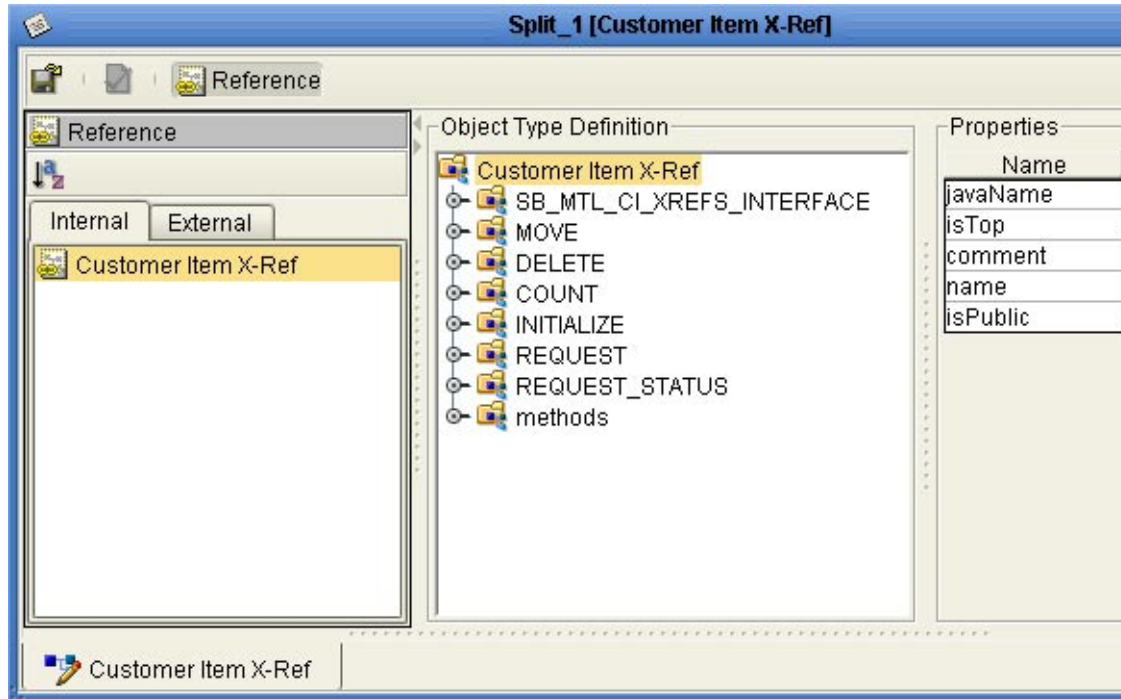 Split_1 [Customer Item X-Ref]
Reference
Reference
Internal
External
Customer Item X-Ref
Object Type Definition
Customer Item X-Ref
SB_MTL_CI_XREFS_INTERFACE
MOVE
DELETE
COUNT
INITIALIZE
REQUEST
REQUEST_STATUS
methods
Properties
Name
javaName
isTop
comment
name
isPublic
Customer Item X-Ref